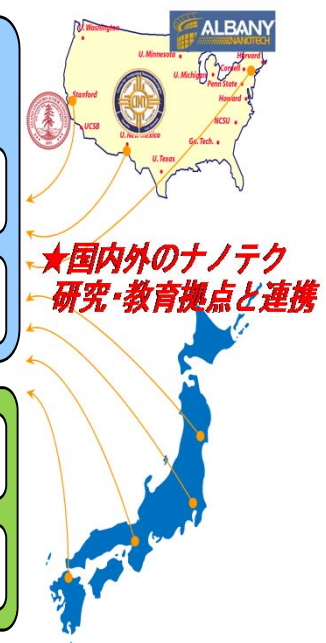 U. Washington
ALBANY
NANOTECH
U. Minnesota
Harvard
Cornell
U. Michigan
Penn State
Stanford
Howard
CINT
UCSB
U. New Mexico
NCSU
Ga. Tech.
U. Texas
★国内外のナノテク
研究・教育拠点と連携